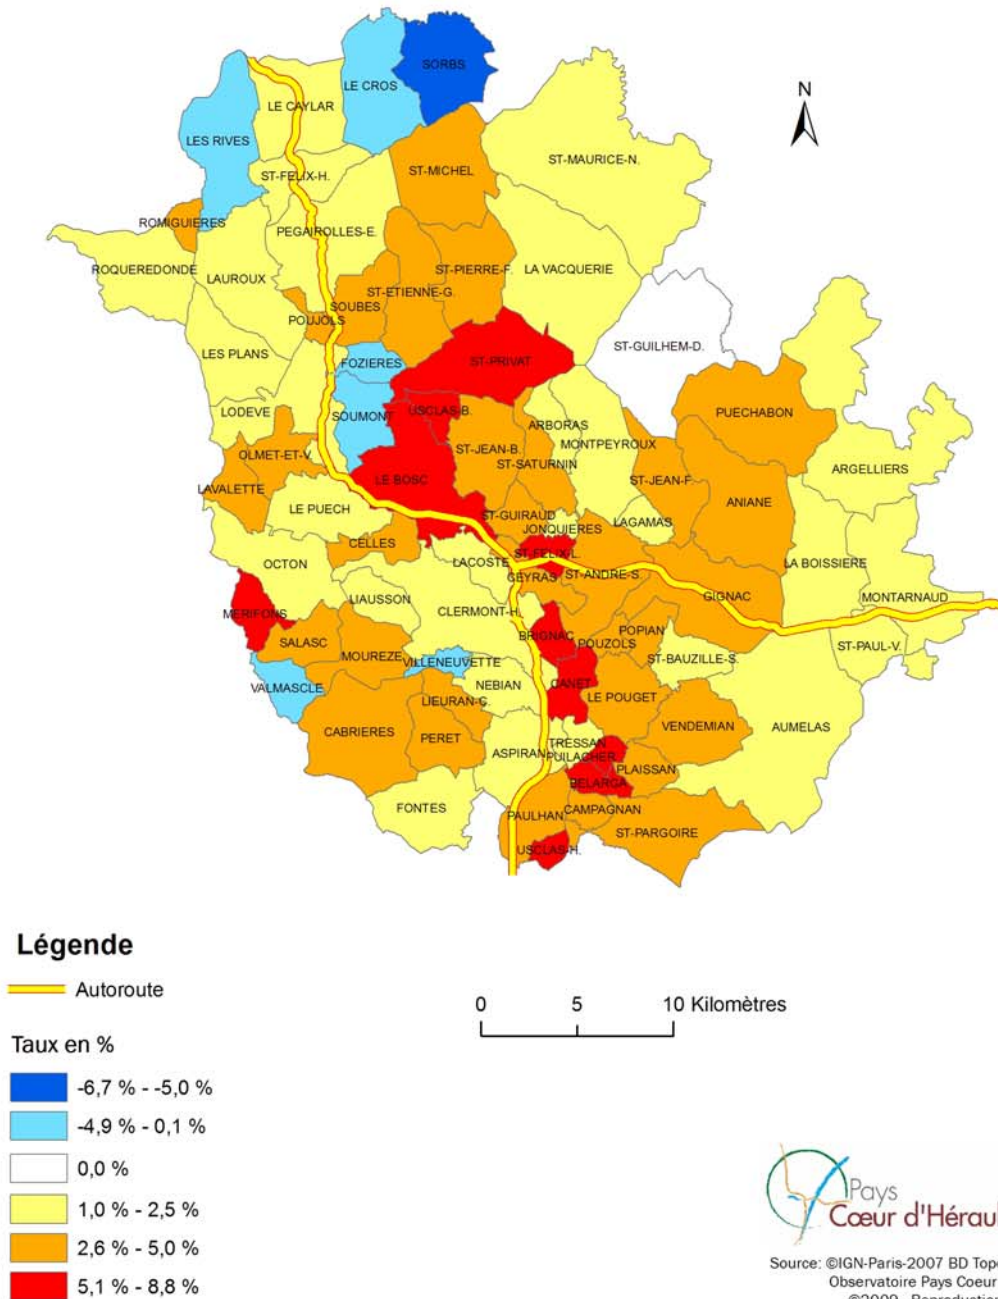 SORBS
LE CROS
LE CAYLAR
N
LES RIVES
ST-MAURICE-N.
ST-MICHEL
ST-FELIX-H.
ROMIGUIERES
PEGAIROLLES-E.
ROQUEREDONDE
LAUROUX
ST-PIERRE-F.
LA VACQUERIE
ST-ETIENNE-G.
SOUBES
POUJOLS
ST-GUILHEM-D.
LES PLANS
FOZIERES
ST-PRIVAT
LODEVE
SOUMONT
USCLAS-B.
PUECHABON
ARBORAS
MONTPEYROUX
OLMET-ET-V.
ST-JEAN-B.
ST-SATURNIN
ARGELLIERS
LAVALETTE
LE BOSC
ST-JEAN-F.
ANIANE
LE PUECH
ST-GUIRAUD
JONQUIERES
LAGAMAS
CELLES
ST-FELIX-L.
OCTON
LACOSTE
CEYRAS
ST-ANDRE-S.
LA BOISSIERE
GIGNAC
MONTARNAUD
LIAUSSON
CLERMONT-H.
MERIFONS
SALASC
MOUREZE
BRIGNAC
POUZOLS
POPIAN
ST-PAUL-V.
VILLENEUVETTE
ST-BAUZILLE-S.
VALMASCLE
NEBIAN
CANET
LIEURAN-C.
LE POUGET
CABRIERES
PERET
VENDEMIAN
AUMELAS
ASPIRAN
TRESSAN
PUILACHER
PLAISSAN
BELARGA
FONTES
PAULHAN
CAMPAGNAN
ST-PARGOIRE
USCLAS-H.
Légende
Autoroute
0 5 10 Kilomètres
Taux en %
-6,7 % - -5,0 %
-4,9 % - 0,1 %
0,0 %
1,0 % - 2,5 %
2,6 % - 5,0 %
5,1 % - 8,8 %
Pays
Cœur d'Hérault
Source: ©IGN-Paris-2007 BD Topo
Observatoire Pays Coeur
©2009 - Reproduction